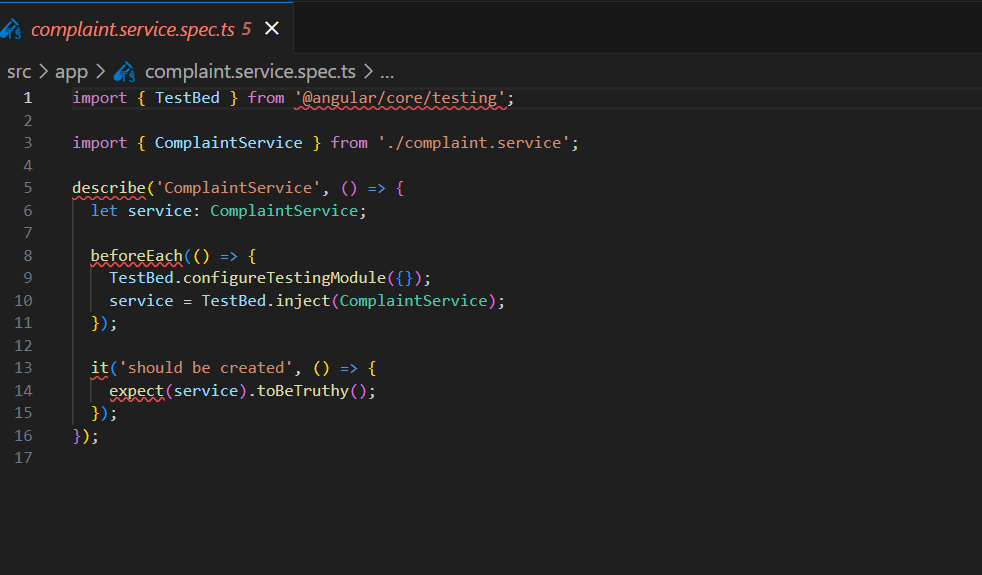 complaint.service.spec.ts 5 ×
src > app > complaint.service.spec.ts > ...
1 import { TestBed } from '@angular/core/testing';
2
3 import { ComplaintService } from './complaint.service';
4
5 describe('ComplaintService', () => {
6   let service: ComplaintService;
7
8   beforeEach(() => {
9     TestBed.configureTestingModule({});
10     service = TestBed.inject(ComplaintService);
11   });
12
13   it('should be created', () => {
14     expect(service).toBeTruthy();
15   });
16 });
17